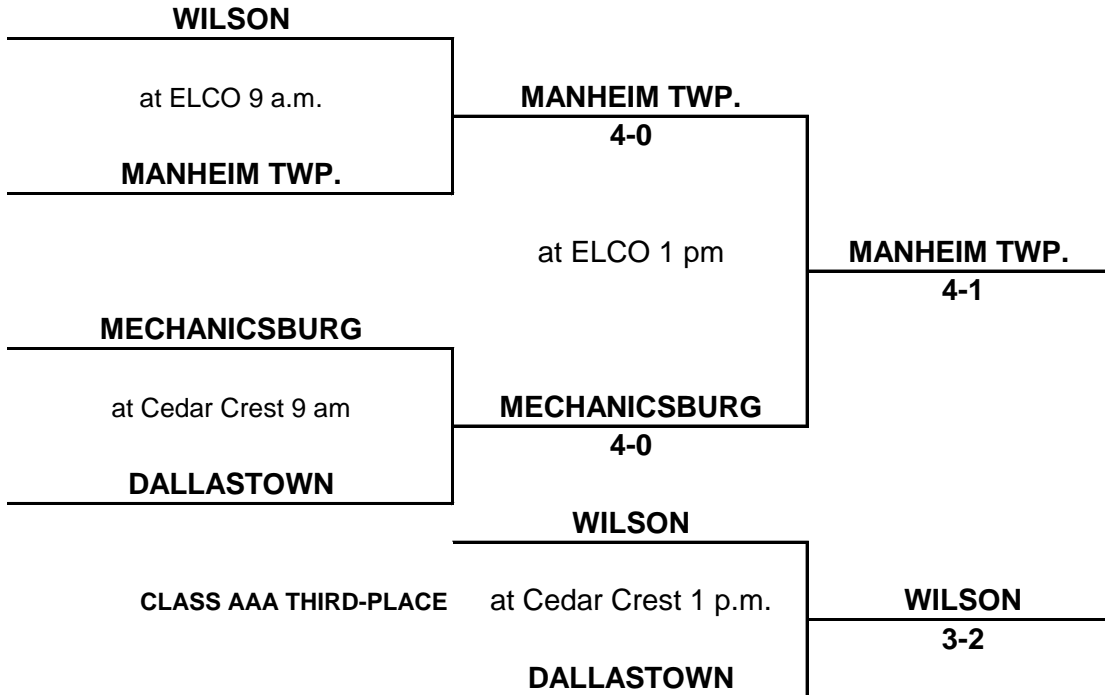 WILSON
at ELCO 9 a.m.
MANHEIM TWP.
4-0
MANHEIM TWP.
at ELCO 1 pm
MANHEIM TWP.
4-1
MECHANICSBURG
at Cedar Crest 9 am
MECHANICSBURG
4-0
DALLASTOWN
WILSON
CLASS AAA THIRD-PLACE
at Cedar Crest 1 p.m.
WILSON
3-2
DALLASTOWN